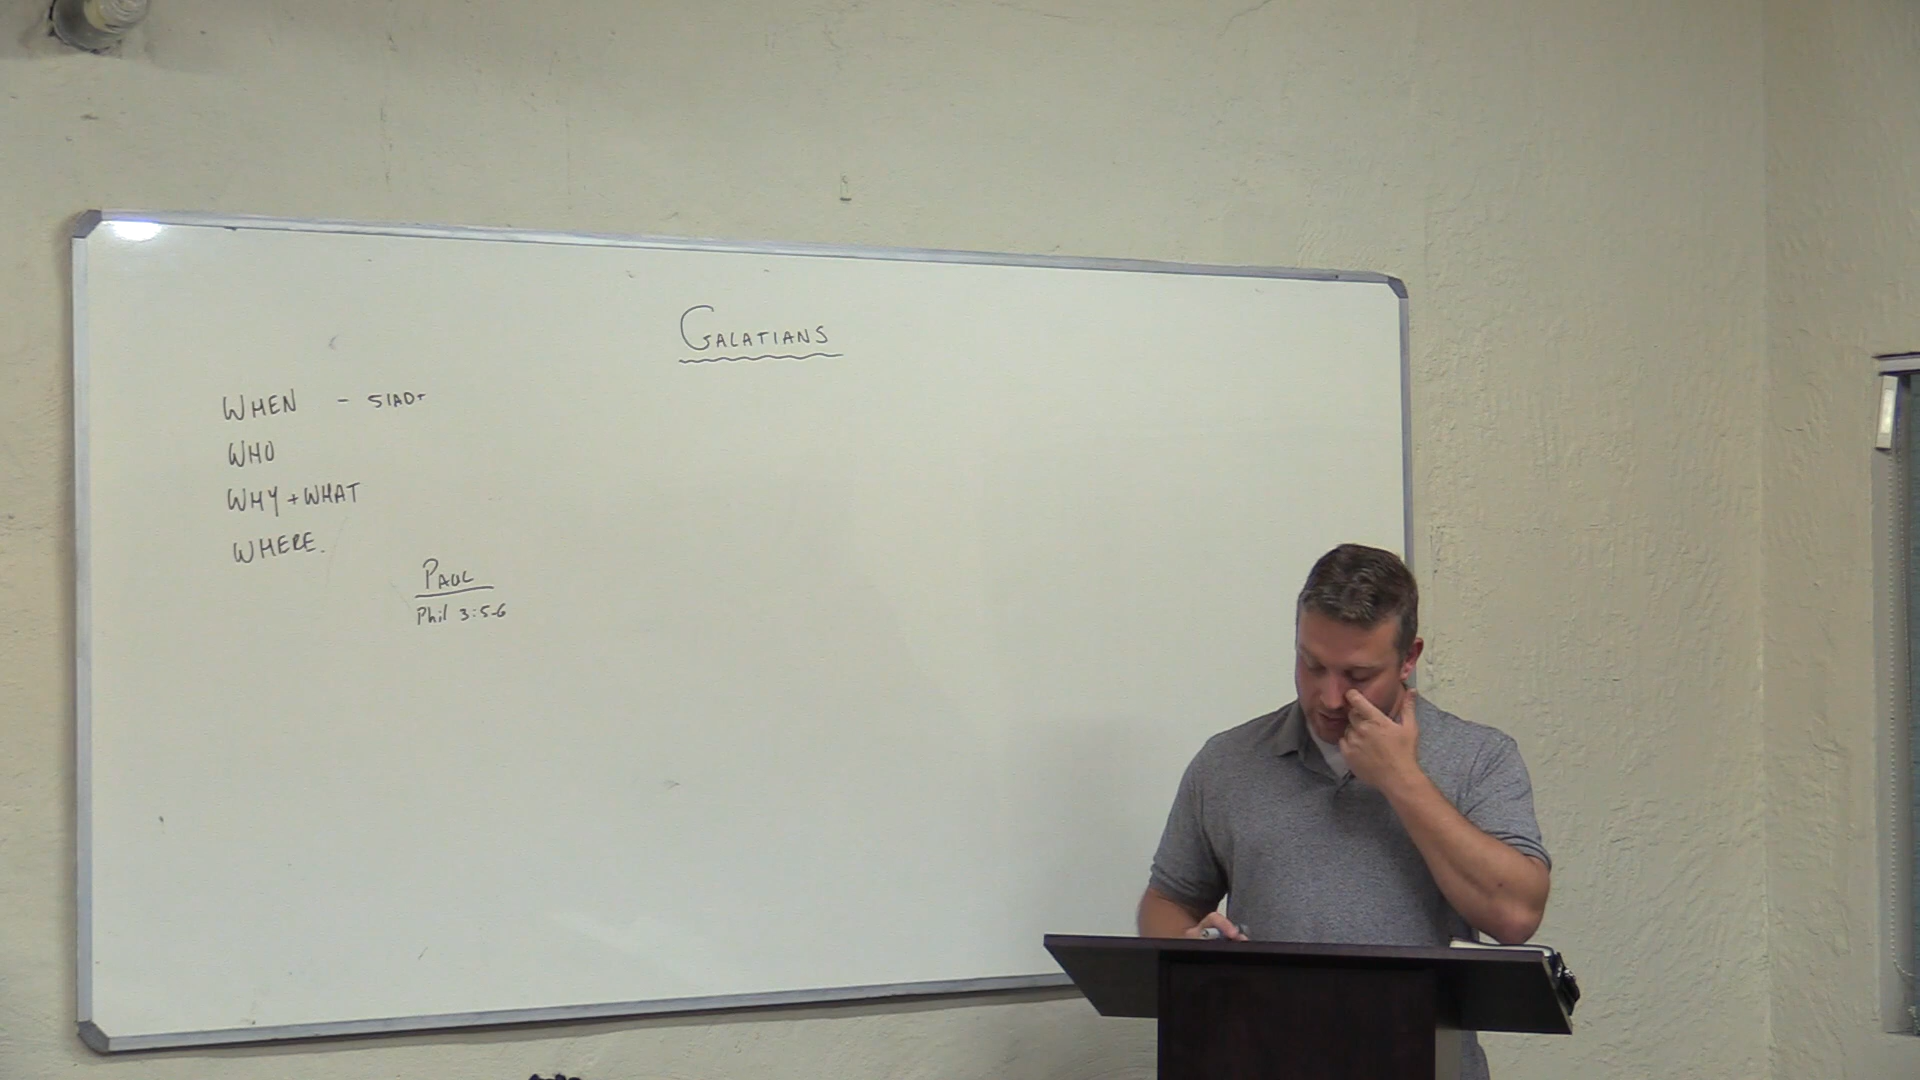 GALATIANS
WHEN - 51AD+
WHO
WHY + WHAT
WHERE.
PAUL
Phil 3:5-6